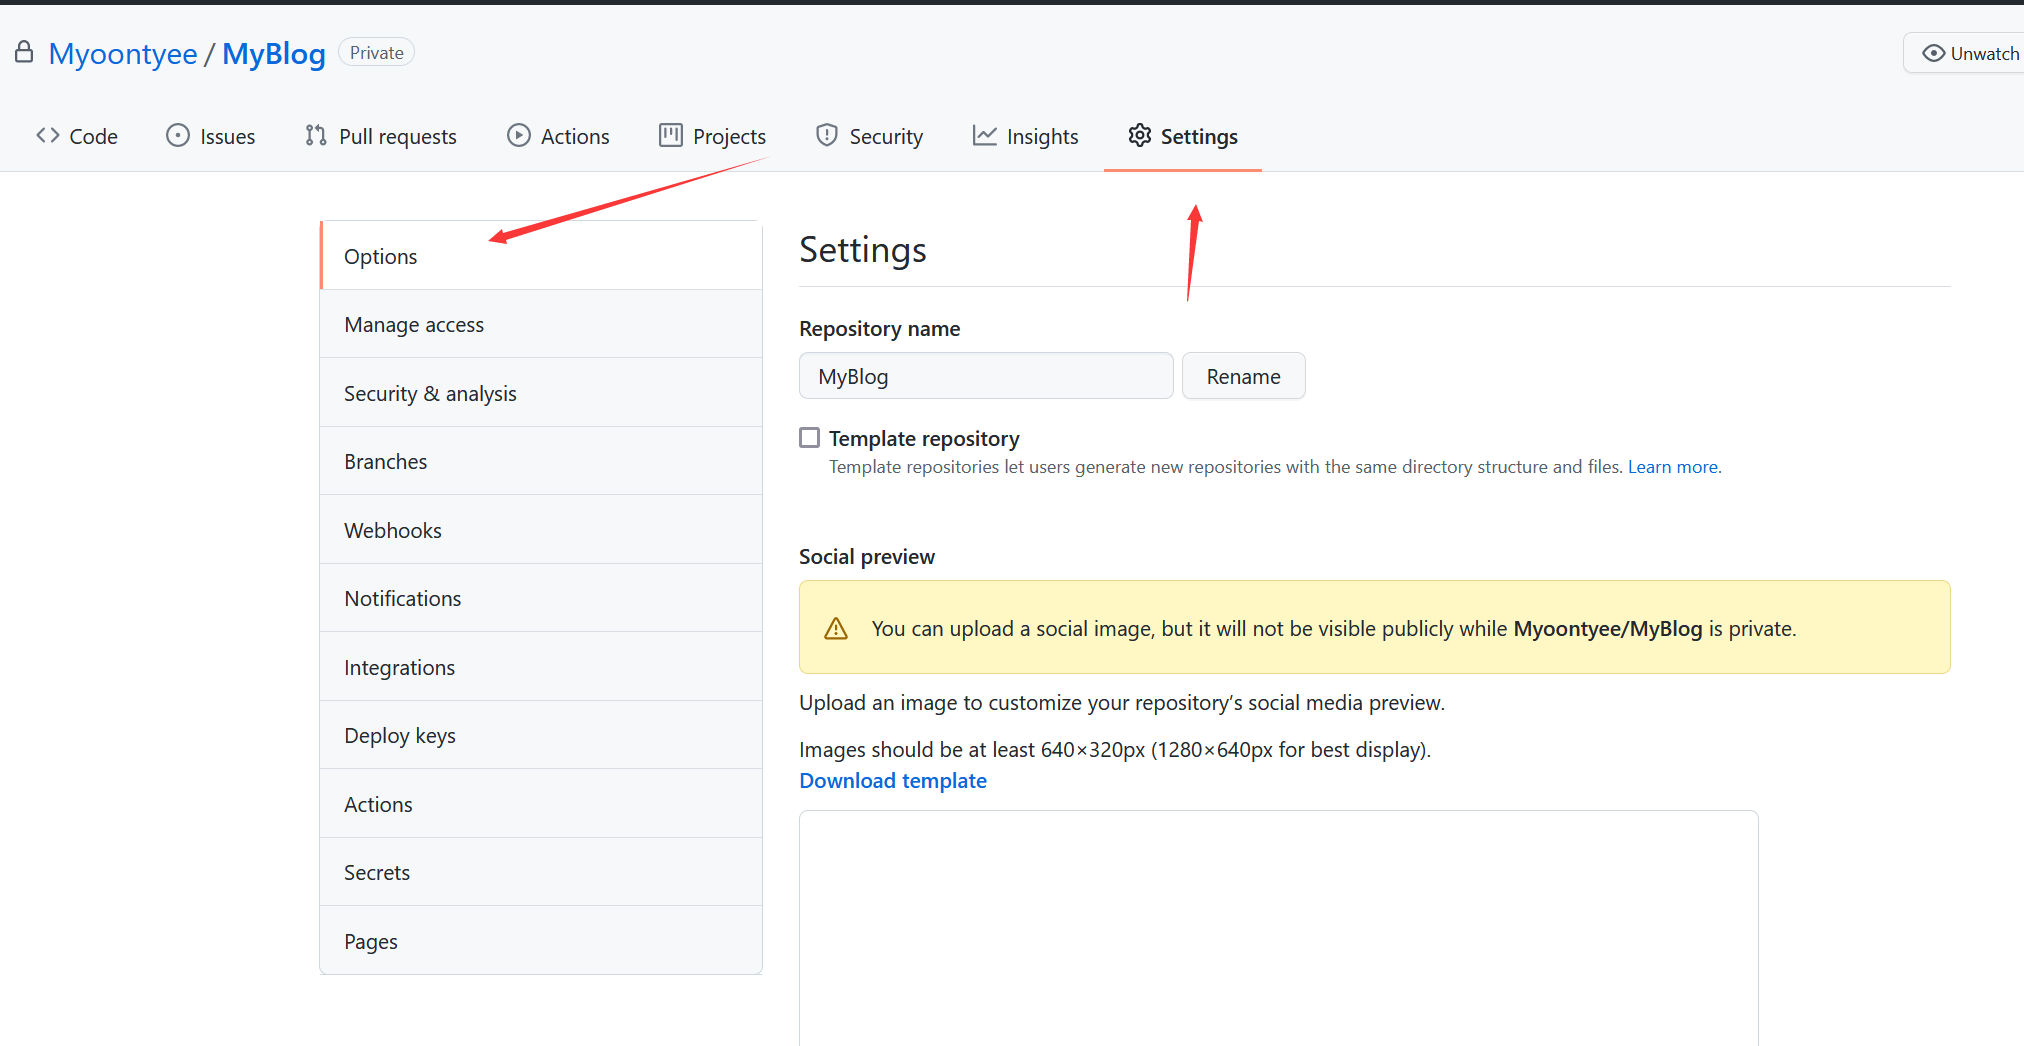 Myoontyee / MyBlog Private
Unwatch
Code Issues Pull requests Actions Projects Security Insights Settings
Options
Manage access
Security & analysis
Branches
Webhooks
Notifications
Integrations
Deploy keys
Actions
Secrets
Pages
Settings
Repository name
MyBlog Rename
Template repository
Template repositories let users generate new repositories with the same directory structure and files. Learn more.
Social preview
You can upload a social image, but it will not be visible publicly while Myoontyee/MyBlog is private.
Upload an image to customize your repository’s social media preview.
Images should be at least 640×320px (1280×640px for best display).
Download template